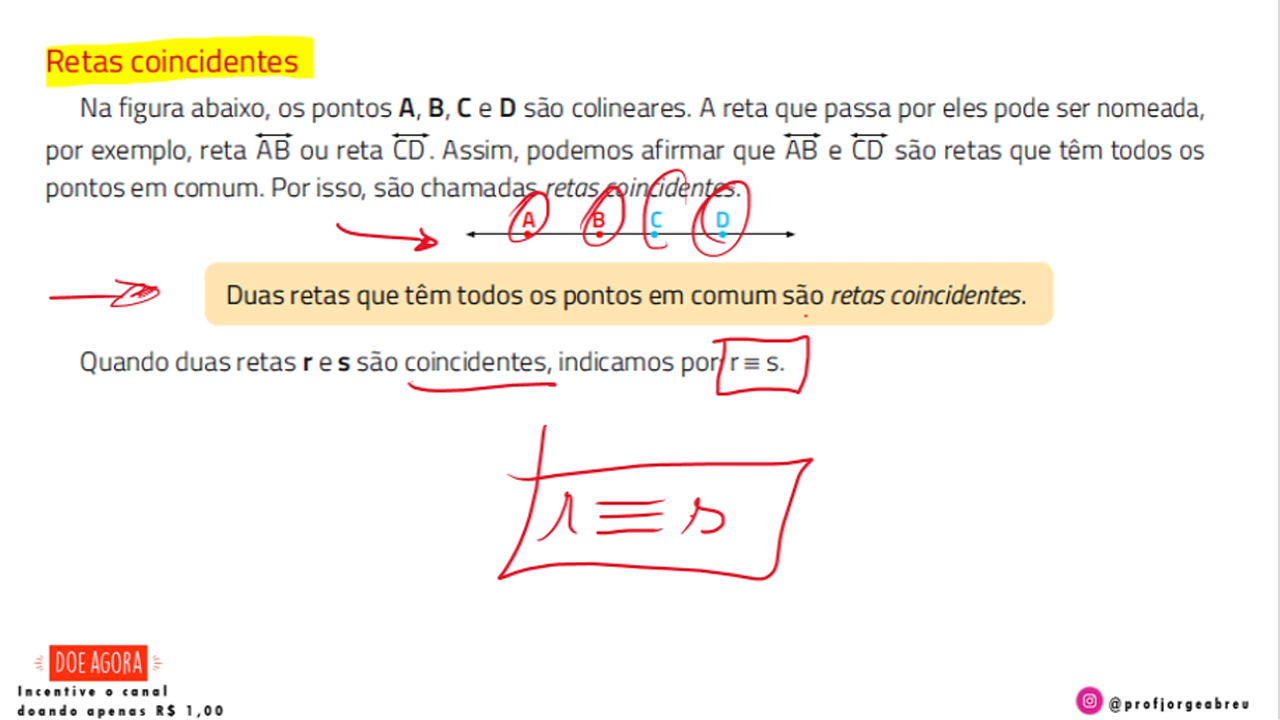 Retas coincidentes
Na figura abaixo, os pontos A, B, C e D são colineares. A reta que passa por eles pode ser nomeada,
por exemplo, reta AB ou reta CD. Assim, podemos afirmar que AB e CD são retas que têm todos os
pontos em comum. Por isso, são chamadas retas coincidentes.
A B C D
Duas retas que têm todos os pontos em comum são retas coincidentes.
Quando duas retas r e s são coincidentes, indicamos por r ≡ s.
r ≡ s
DOE AGORA
Incentive o canal
doando apenas R$ 1,00
@profjorgeabreu